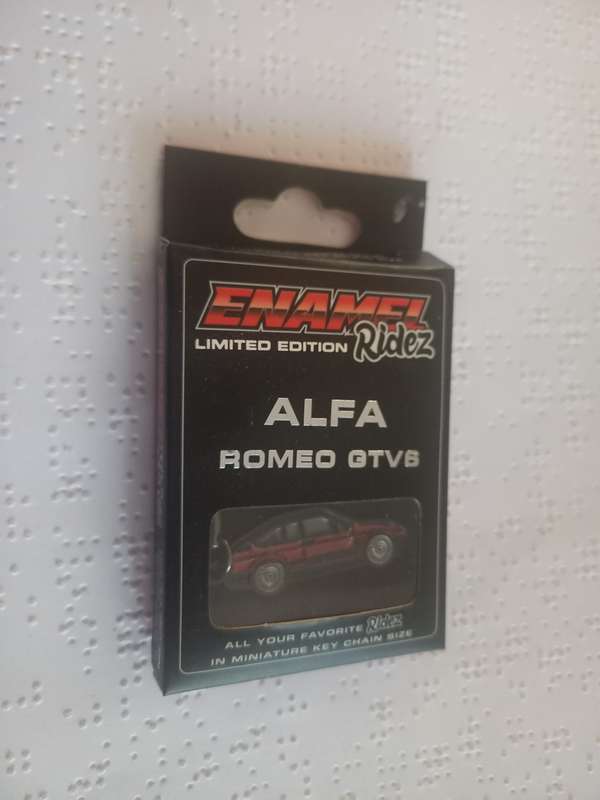 ENAMEL
LIMITED EDITION Ridez
ALFA
ROMEO GTV6
ALL YOUR FAVORITE Ridez
IN MINIATURE KEY CHAIN SIZE